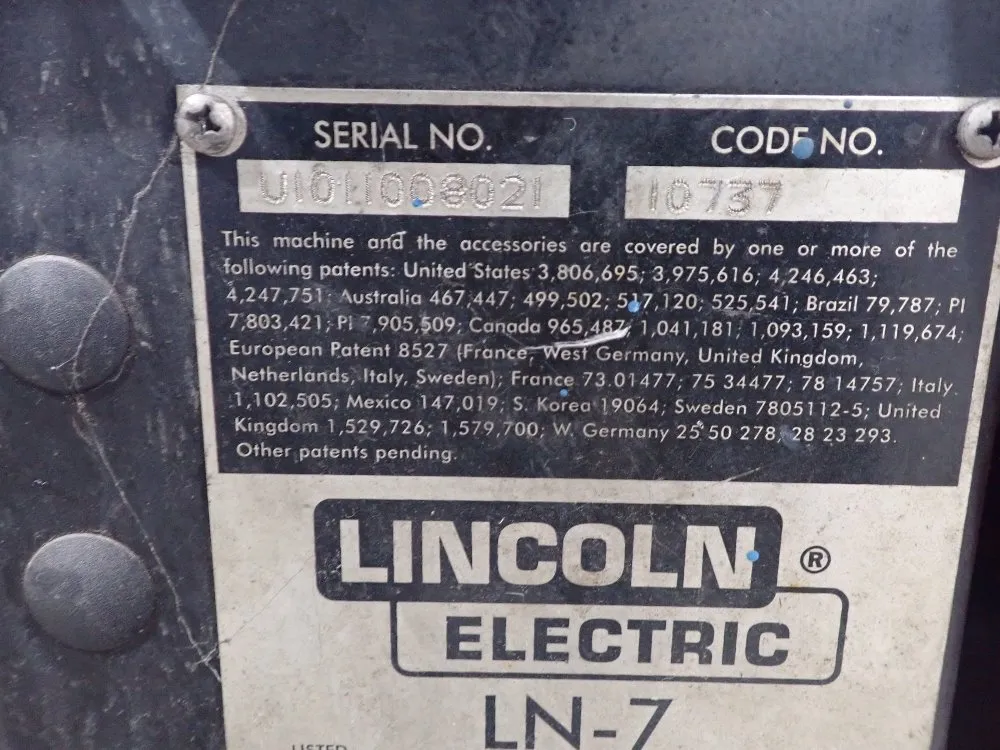 SERIAL NO. CODE NO.
U1011008021 10737
This machine and the accessories are covered by one or more of the
following patents: United States 3,806,695; 3,975,616; 4,246,463;
4,247,751; Australia 467,447; 499,502; 517,120; 525,541; Brazil 79,787; PI
7,803,421; PI 7,905,509; Canada 965,487; 1,041,181; 1,093,159; 1,119,674;
European Patent 8527 (France, West Germany, United Kingdom,
Netherlands, Italy, Sweden); France 73.01477; 75 34477; 78 14757; Italy
1,102,505; Mexico 147,019; S. Korea 19064; Sweden 7805112-5; United
Kingdom 1,529,726; 1,579,700; W. Germany 25 50 278, 28 23 293.
Other patents pending.
LINCOLN ®
ELECTRIC
LN-7
LISTED